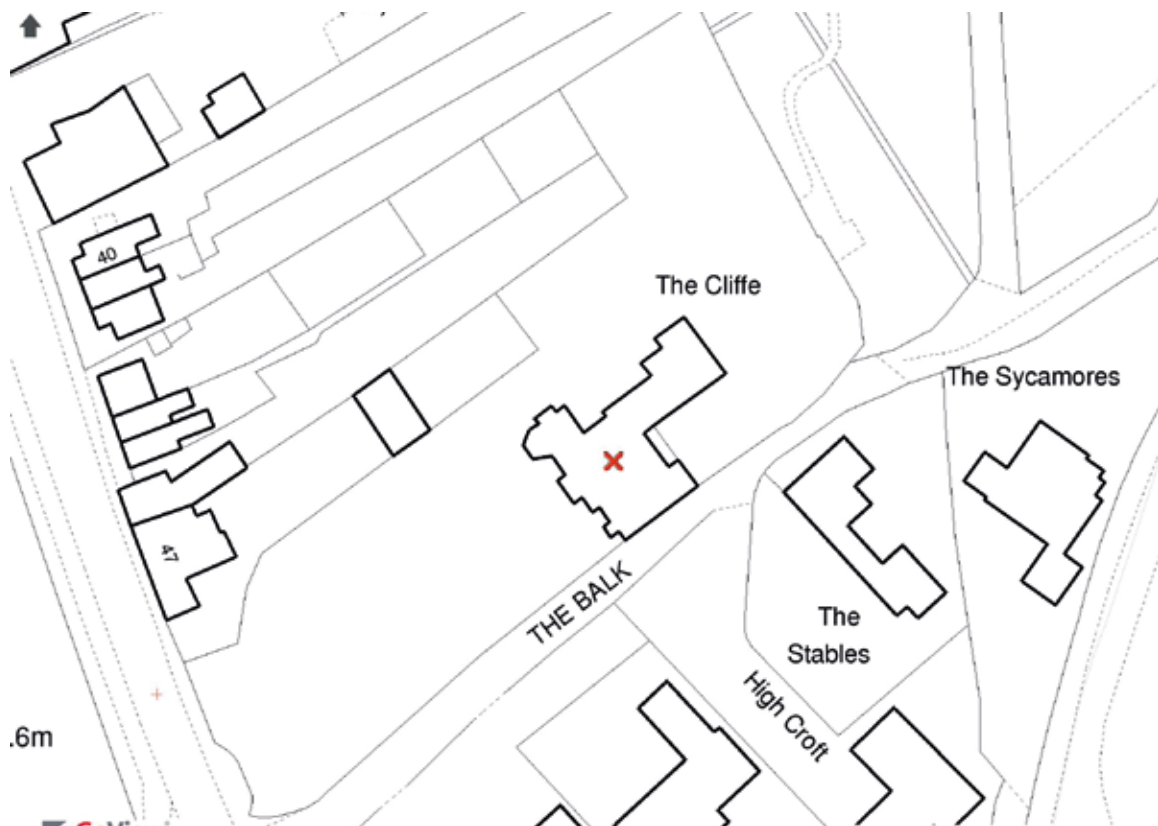 40
The Cliffe
The Sycamores
47
THE BALK
The
Stables
High Croft
.6m